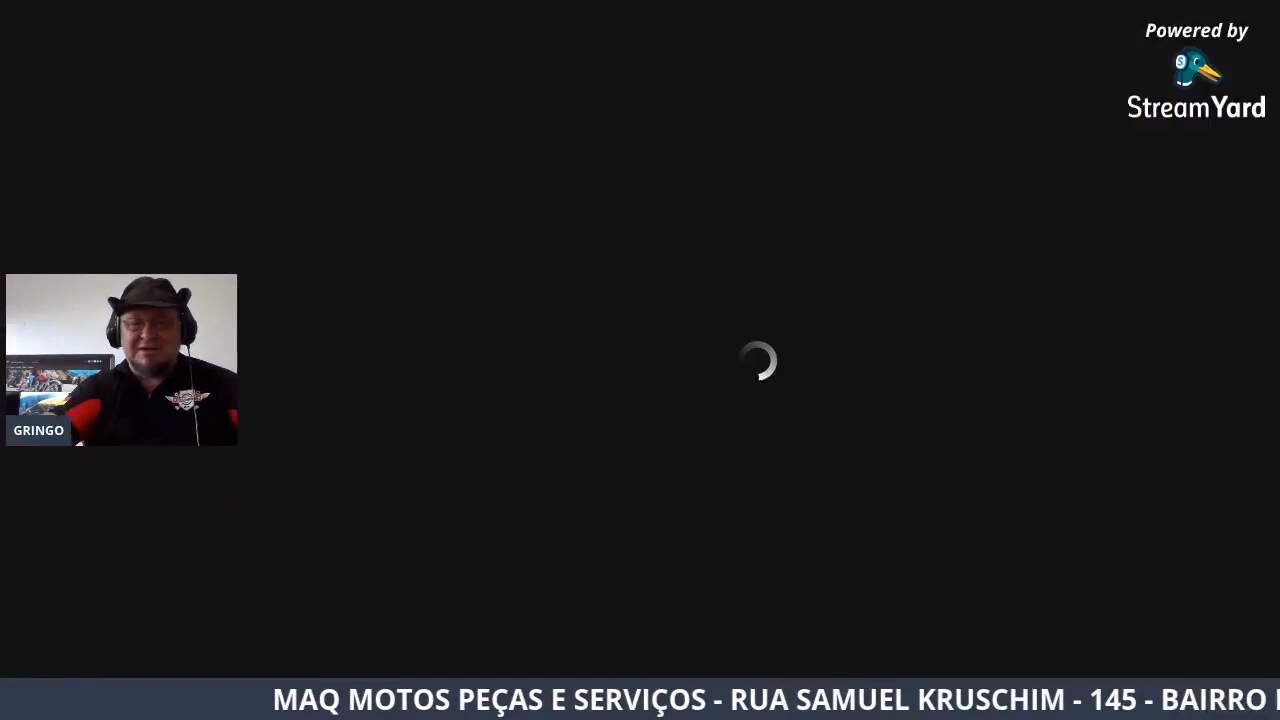 Powered by
StreamYard
GRINGO
MAQ MOTOS PEÇAS E SERVIÇOS - RUA SAMUEL KRUSCHIM - 145 - BAIRRO